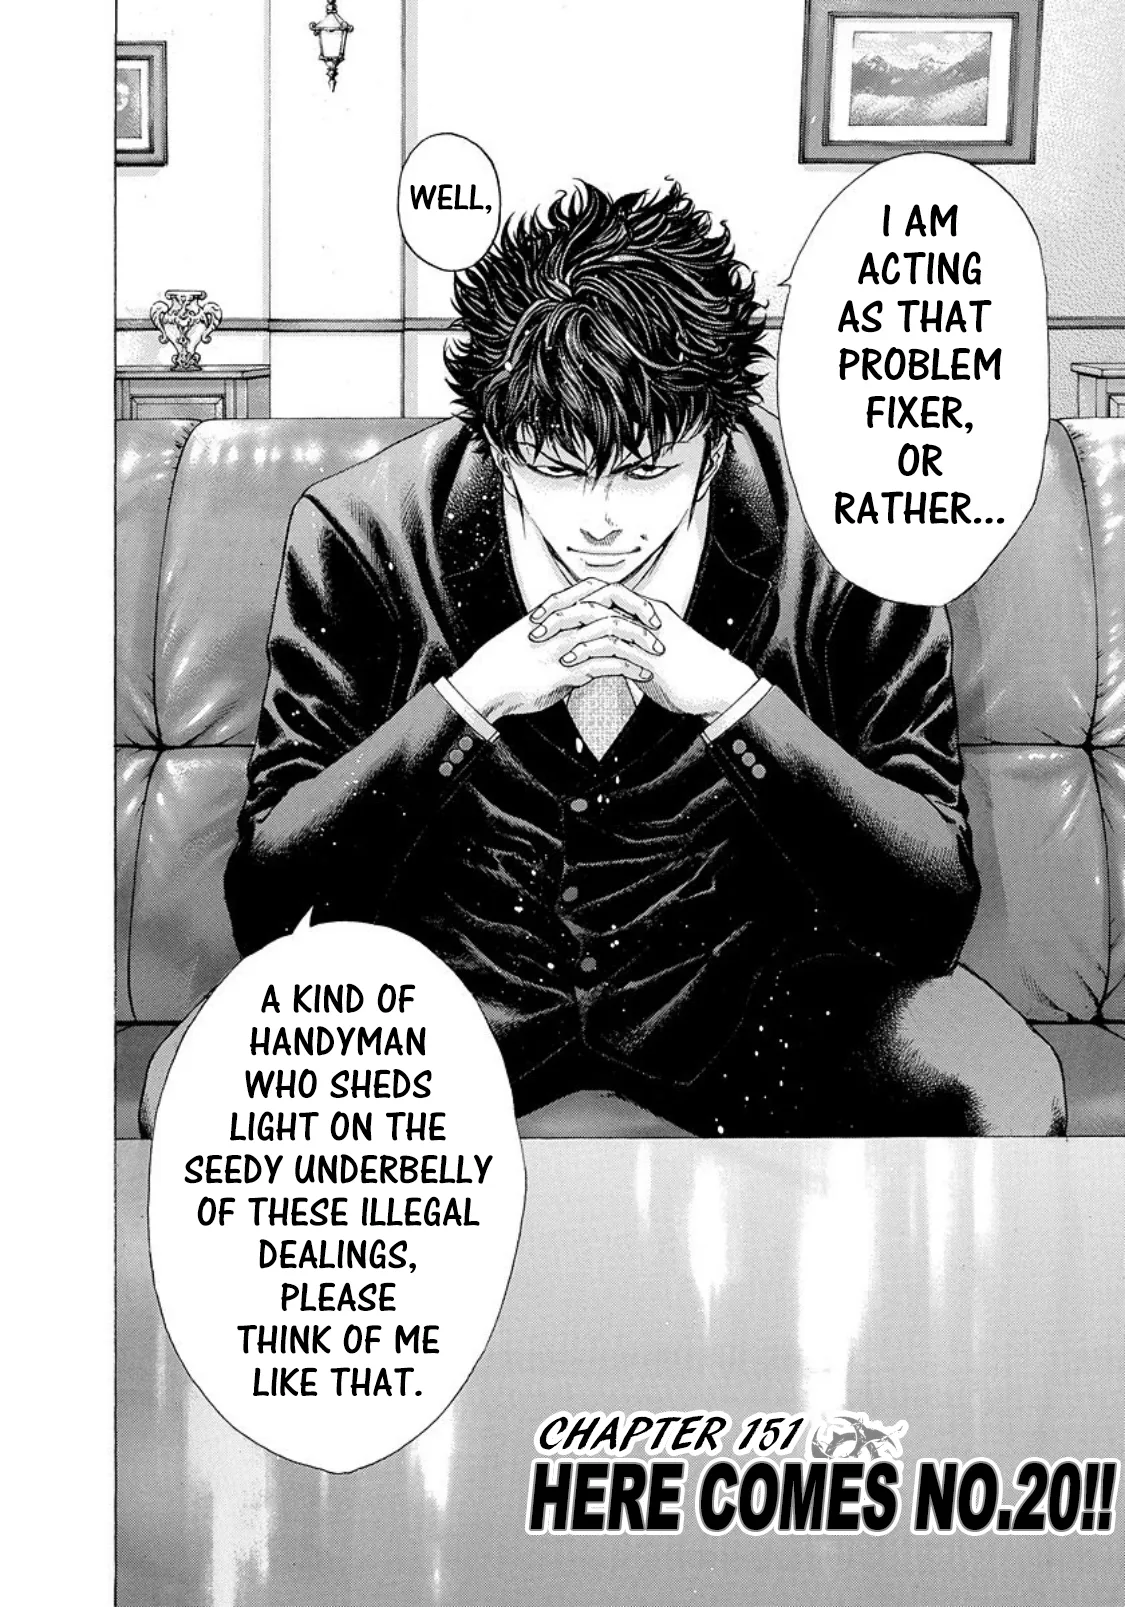 WELL,
I AM
ACTING
AS THAT
PROBLEM
FIXER,
OR
RATHER...
A KIND OF
HANDYMAN
WHO SHEDS
LIGHT ON THE
SEEDY UNDERBELLY
OF THESE ILLEGAL
DEALINGS,
PLEASE
THINK OF ME
LIKE THAT.
CHAPTER 151
HERE COMES NO.20!!